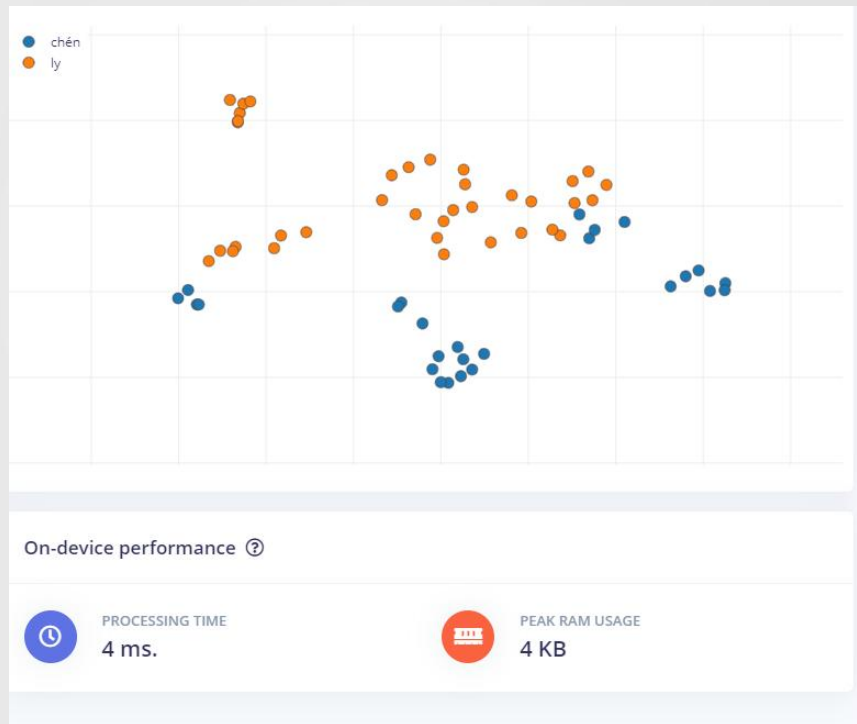 chén
ly
On-device performance
PROCESSING TIME
4 ms.
PEAK RAM USAGE
4 KB